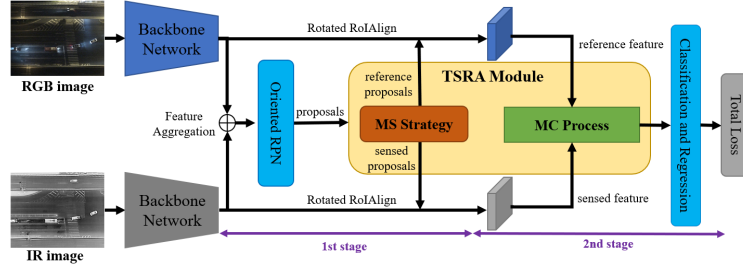 Backbone
Network
Rotated RoIAlign
RGB image
reference feature
TSRA Module
reference
proposals
Feature
Aggregation
Oriented RPN
proposals
MS Strategy
MC Process
Classification and Regression
Total Loss
sensed
proposals
Backbone
Network
Rotated RoIAlign
sensed feature
IR image
1st stage
2nd stage